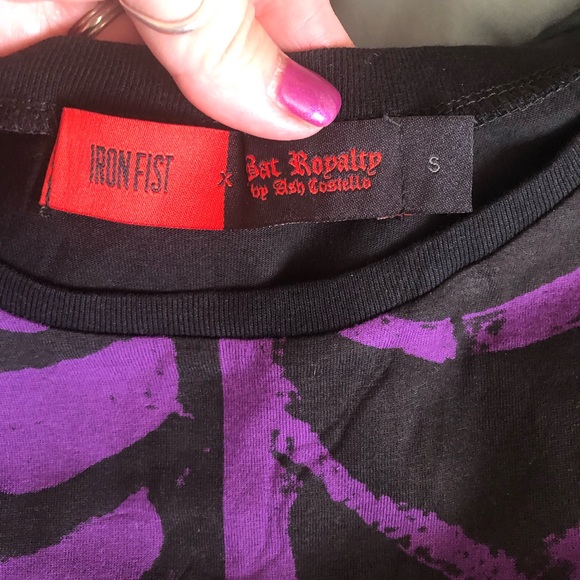 IRON FIST
x
Bat Royalty
by Ash Costello
S